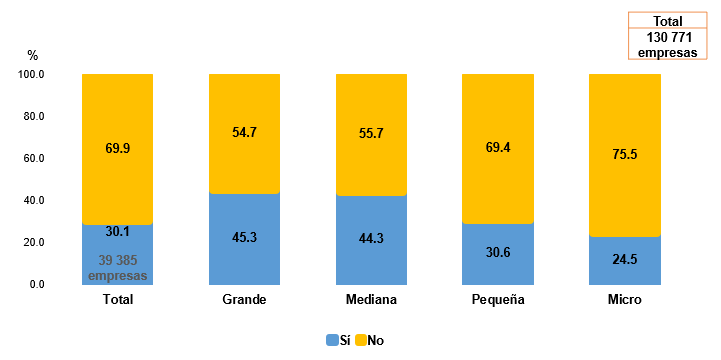 Total
130 771
empresas
%
100.0
80.0
60.0
40.0
20.0
0.0
69.9
54.7
55.7
69.4
75.5
30.1
45.3
44.3
30.6
24.5
39 385
empresas
Total
Grande
Mediana
Pequeña
Micro
Sí
No